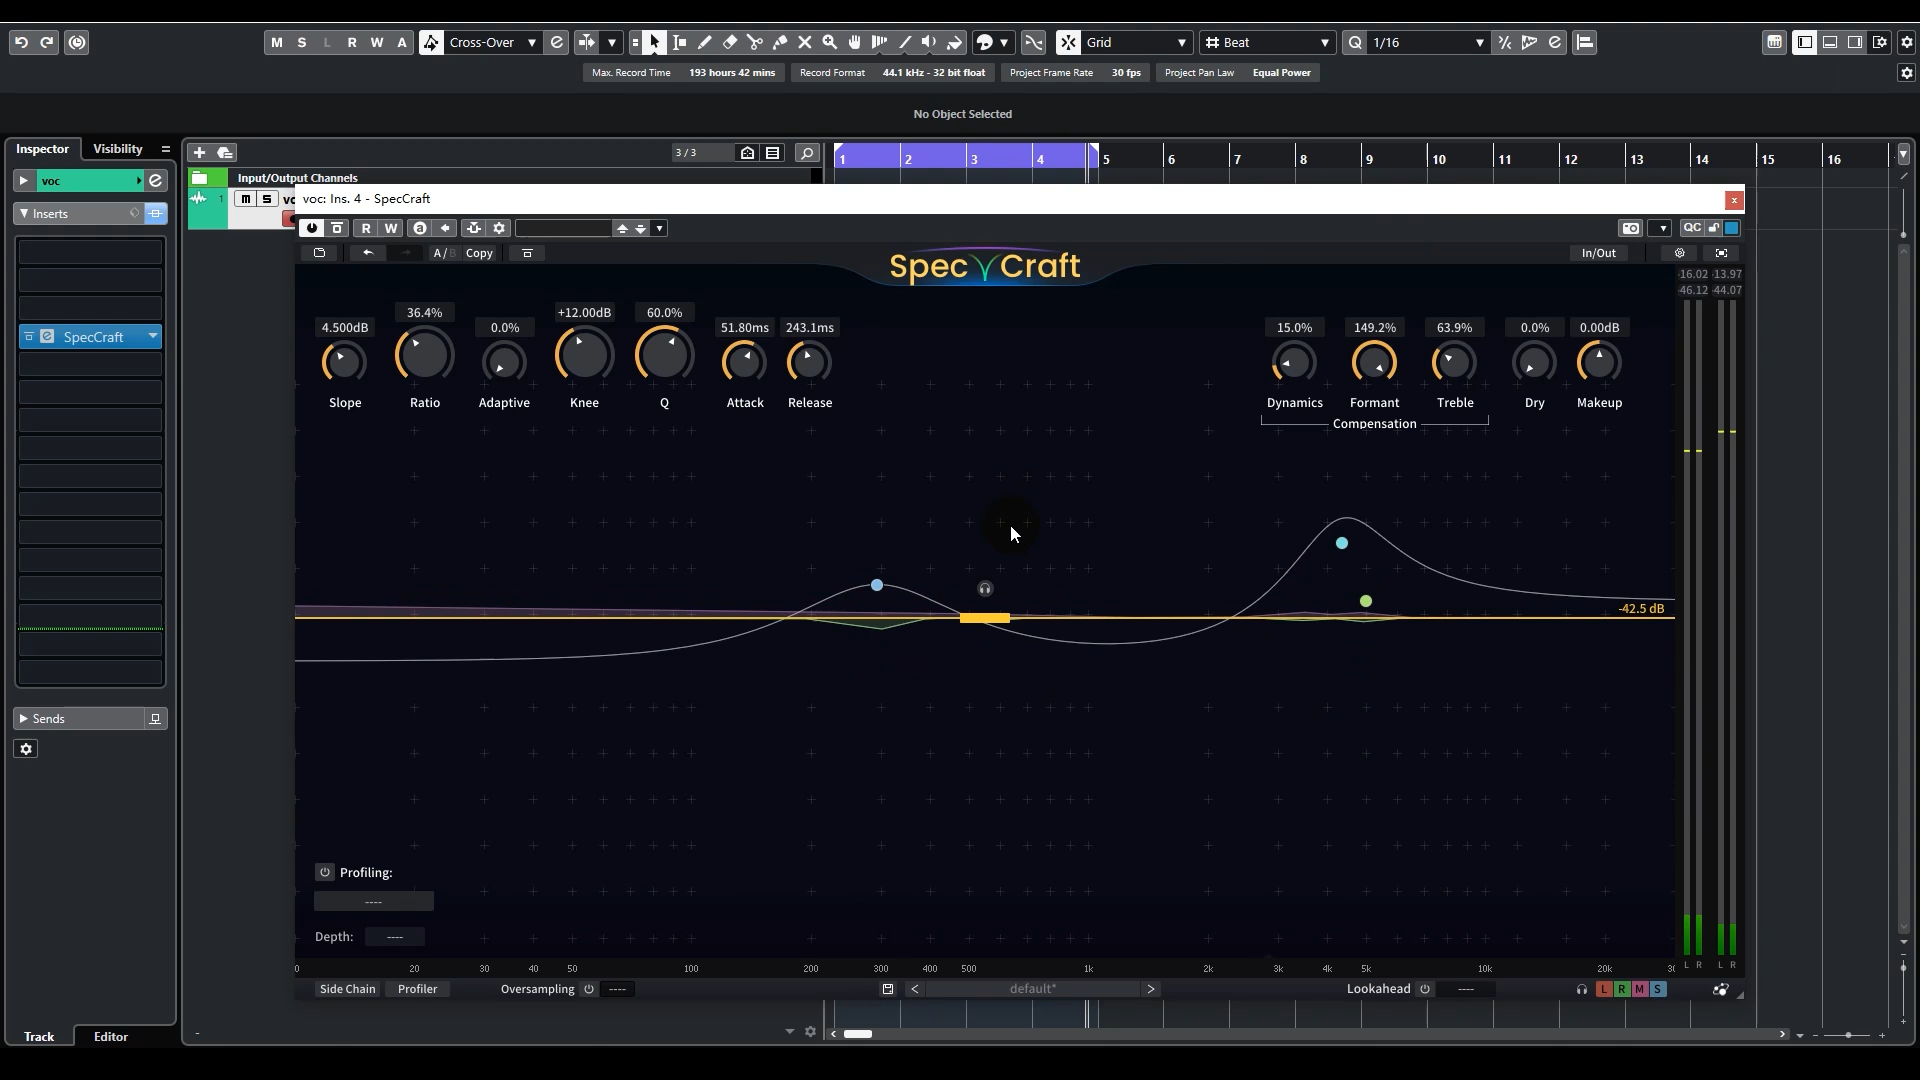 M S L R W A Cross-Over Grid Beat 1/16
Max. Record Time 193 hours 42 mins Record Format 44.1 kHz - 32 bit float Project Frame Rate 30 fps Project Pan Law Equal Power
No Object Selected
Inspector Visibility
3 / 3
1 2 3 4 5 6 7 8 9 10 11 12 13 14 15 16
voc
Input/Output Channels
1 m S
voc: Ins. 4 - SpecCraft
Inserts
R W a QC
A/B Copy
SpecCraft
In/Out
-16.02 -13.97
-46.12 -44.07
SpecCraft
4.500dB 36.4% 0.0% +12.00dB 60.0% 51.80ms 243.1ms
15.0% 149.2% 63.9% 0.0% 0.00dB
Slope Ratio Adaptive Knee Q Attack Release
Dynamics Formant Treble Dry Makeup
Compensation
-42.5 dB
Sends
Profiling:
----
Depth: ----
L R L R
0 20 30 40 50 100 200 300 400 500 1k 2k 3k 4k 5k 10k 20k
Side Chain Profiler Oversampling ---- < default* > Lookahead ---- L R M S
Track Editor